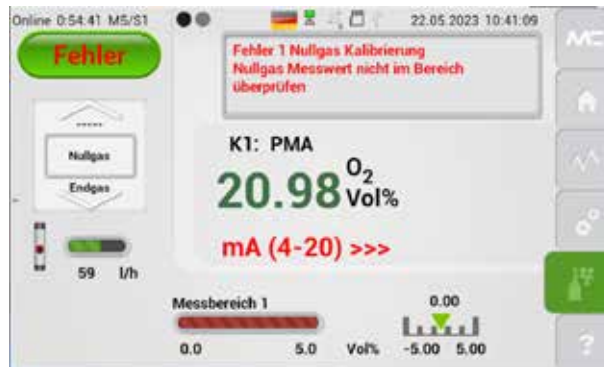 Online 0:54:41 M5/S1
22.05.2023 10:41:09
Fehler
Fehler 1 Nullgas Kalibrierung
Nullgas Messwert nicht im Bereich
überprüfen
-----
Nullgas
Endgas
K1: PMA
20.98 O2
Vol%
mA (4-20) >>>
59 l/h
Messbereich 1
0.00
0.0 5.0 Vol% -5.00 5.00
?